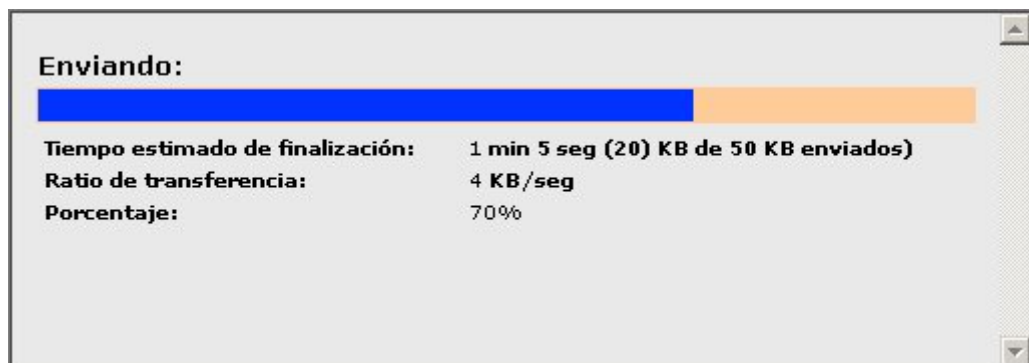 Enviando:
Tiempo estimado de finalización: 1 min 5 seg (20) KB de 50 KB enviados)
Ratio de transferencia: 4 KB/seg
Porcentaje: 70%